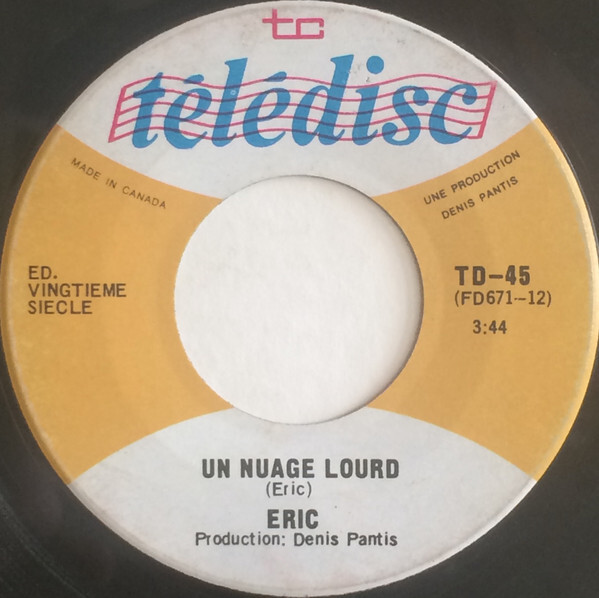 tc
télédisc
MADE IN CANADA
UNE PRODUCTION
DENIS PANTIS
ED.
VINGTIEME
SIECLE
TD-45
(FD671--12)
3:44
UN NUAGE LOURD
(Eric)
ERIC
Production: Denis Pantis